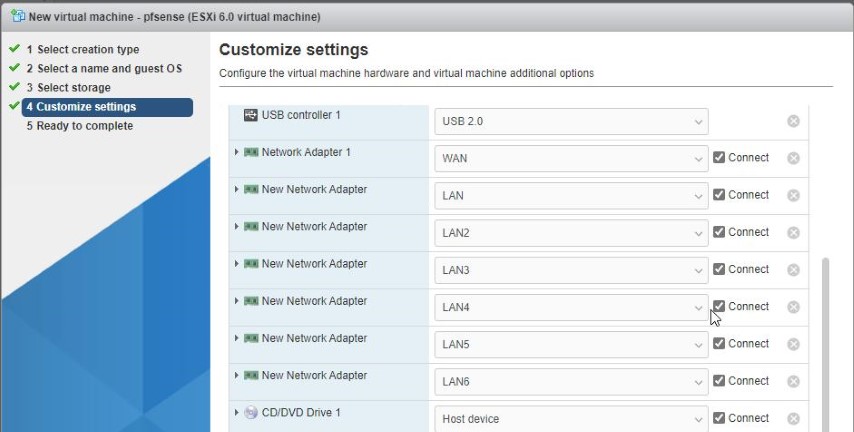 New virtual machine - pfsense (ESXi 6.0 virtual machine)
1 Select creation type
2 Select a name and guest OS
3 Select storage
4 Customize settings
5 Ready to complete
Customize settings
Configure the virtual machine hardware and virtual machine additional options
USB controller 1 USB 2.0
Network Adapter 1 WAN Connect
New Network Adapter LAN Connect
New Network Adapter LAN2 Connect
New Network Adapter LAN3 Connect
New Network Adapter LAN4 Connect
New Network Adapter LAN5 Connect
New Network Adapter LAN6 Connect
CD/DVD Drive 1 Host device Connect